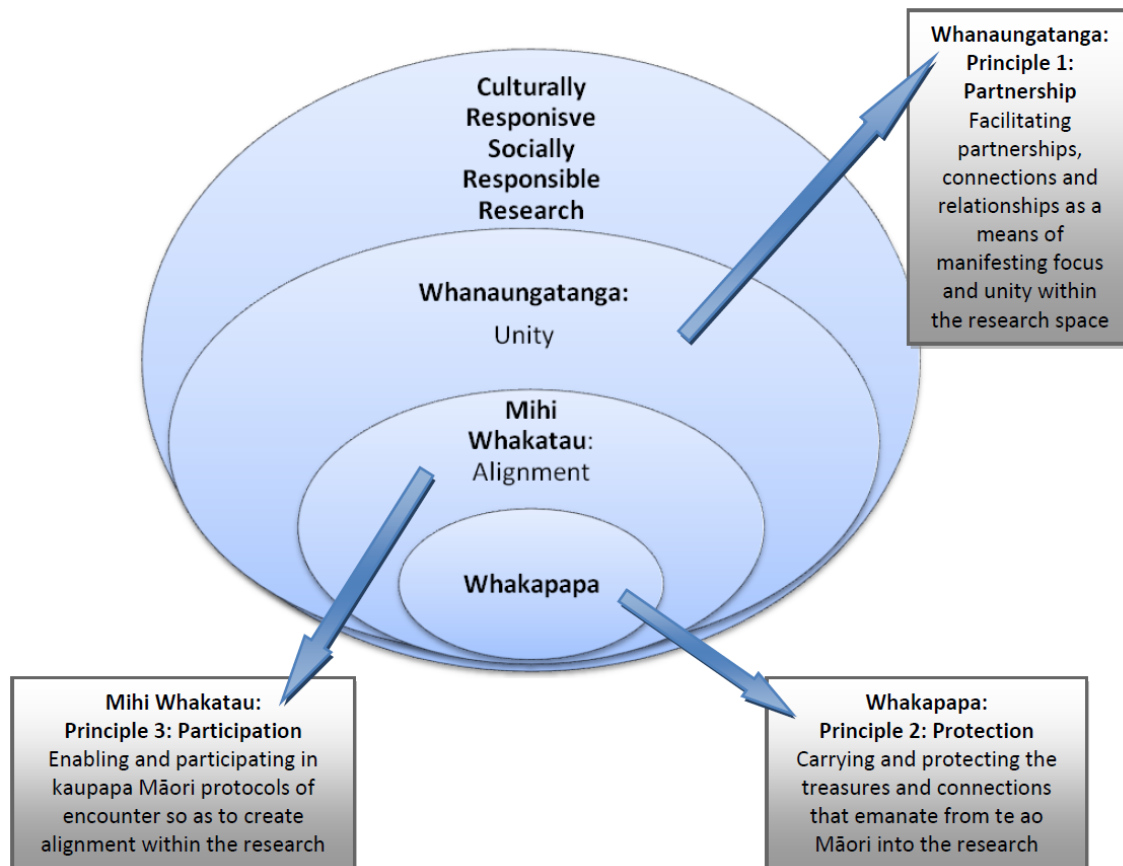 Culturally
Responisve
Socially
Responsible
Research
Whanaungatanga:
Unity
Mihi
Whakatau:
Alignment
Whakapapa
Whanaungatanga:
Principle 1:
Partnership
Facilitating
partnerships,
connections and
relationships as a
means of
manifesting focus
and unity within
the research space
Mihi Whakatau:
Principle 3: Participation
Enabling and participating in
kaupapa Māori protocols of
encounter so as to create
alignment within the research
Whakapapa:
Principle 2: Protection
Carrying and protecting the
treasures and connections
that emanate from te ao
Māori into the research